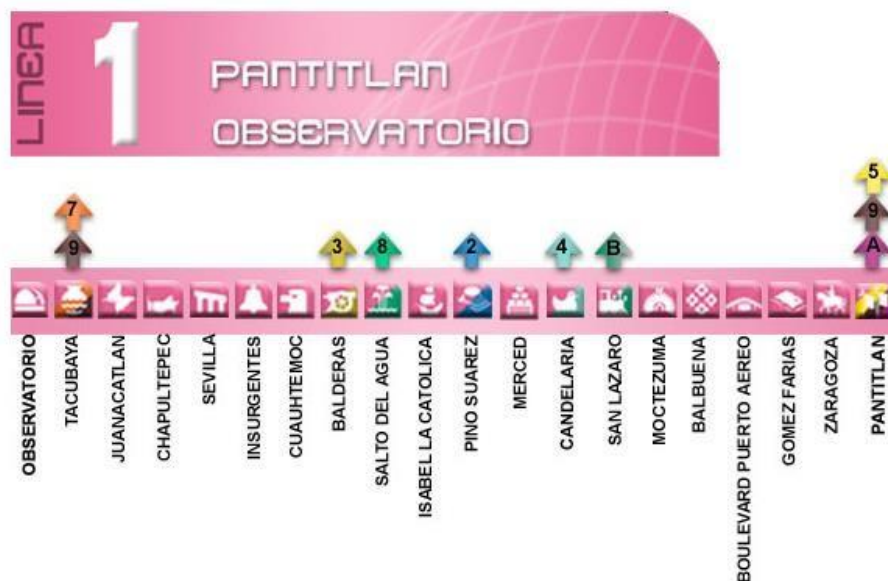 LINEA
1
PANTITLAN
OBSERVATORIO
7
9
3
8
2
4
B
5
9
A
OBSERVATORIO
TACUBAYA
JUANACATLAN
CHAPULTEPEC
SEVILLA
INSURGENTES
CUAUHTEMOC
BALDERAS
SALTO DEL AGUA
ISABEL LA CATOLICA
PINO SUAREZ
MERCED
CANDELARIA
SAN LAZARO
MOCTEZUMA
BALBUENA
BOULEVARD PUERTO AEREO
GOMEZ FARIAS
ZARAGOZA
PANTITLAN